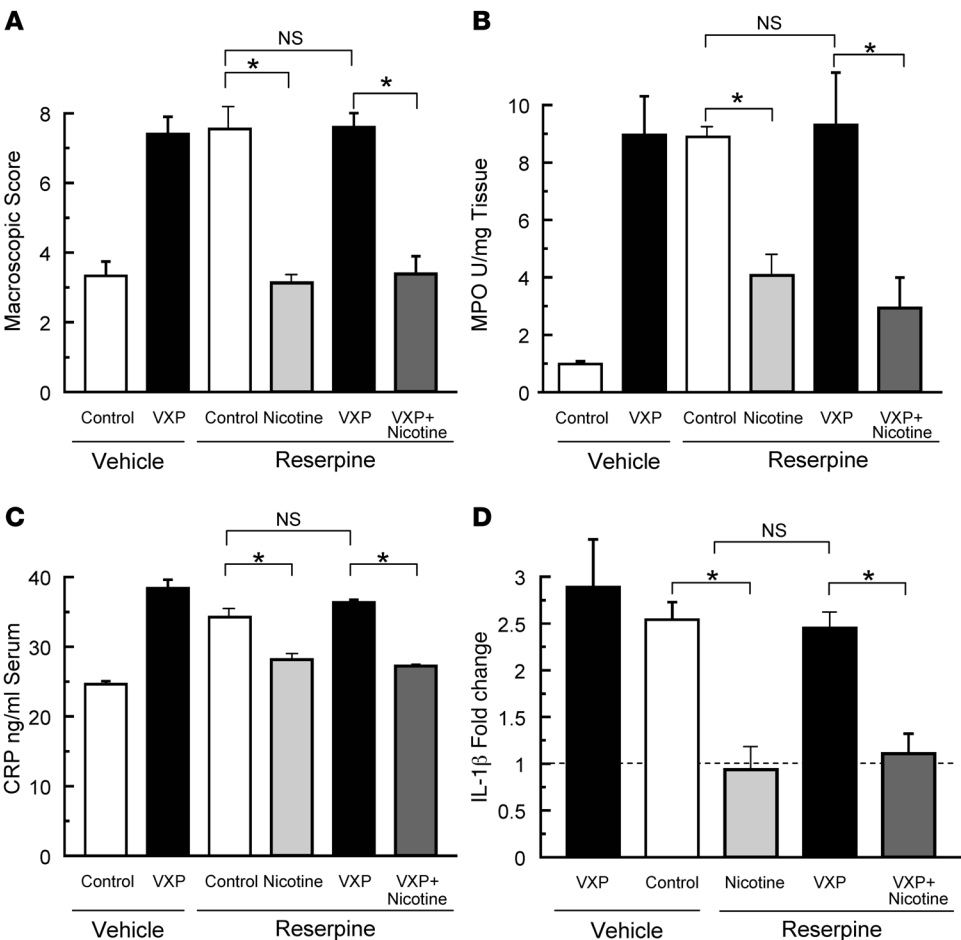 A
NS
*
*
Macroscopic Score
8
6
4
2
0
Control VXP Control Nicotine VXP VXP+
Nicotine
Vehicle Reserpine
B
NS
*
*
MPO U/mg Tissue
10
8
6
4
2
0
Control VXP Control Nicotine VXP VXP+
Nicotine
Vehicle Reserpine
C
NS
*
*
CRP ng/ml Serum
40
30
20
10
0
Control VXP Control Nicotine VXP VXP+
Nicotine
Vehicle Reserpine
D
NS
*
*
IL-1β Fold change
3
2.5
2
1.5
1
0.5
0
VXP Control Nicotine VXP VXP+
Nicotine
Vehicle Reserpine